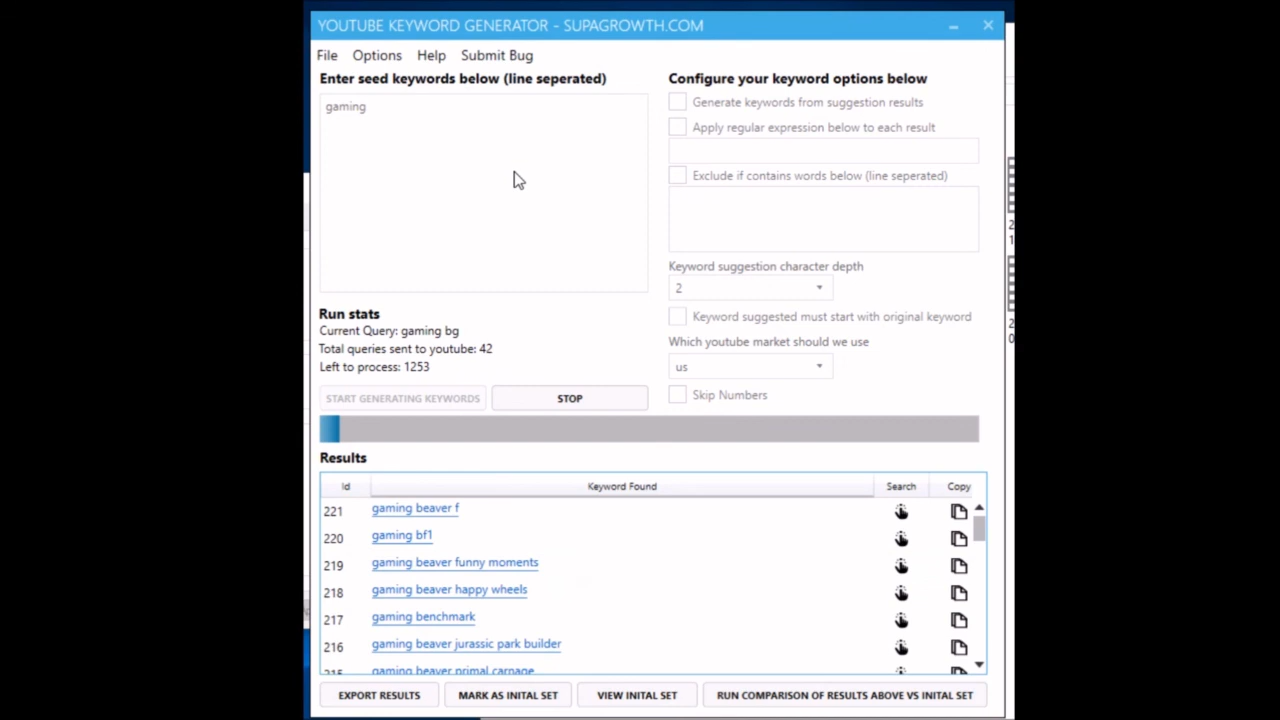 YOUTUBE KEYWORD GENERATOR - SUPAGROWTH.COM
File Options Help Submit Bug
Enter seed keywords below (line seperated)
gaming
Configure your keyword options below
Generate keywords from suggestion results
Apply regular expression below to each result
Exclude if contains words below (line seperated)
Keyword suggestion character depth
2
Keyword suggested must start with original keyword
Which youtube market should we use
us
Skip Numbers
Run stats
Current Query: gaming bg
Total queries sent to youtube: 42
Left to process: 1253
START GENERATING KEYWORDS STOP
Results
Id Keyword Found Search Copy
221 gaming beaver f
220 gaming bf1
219 gaming beaver funny moments
218 gaming beaver happy wheels
217 gaming benchmark
216 gaming beaver jurassic park builder
215 gaming beaver primal carnage
EXPORT RESULTS MARK AS INITAL SET VIEW INITAL SET RUN COMPARISON OF RESULTS ABOVE VS INITAL SET